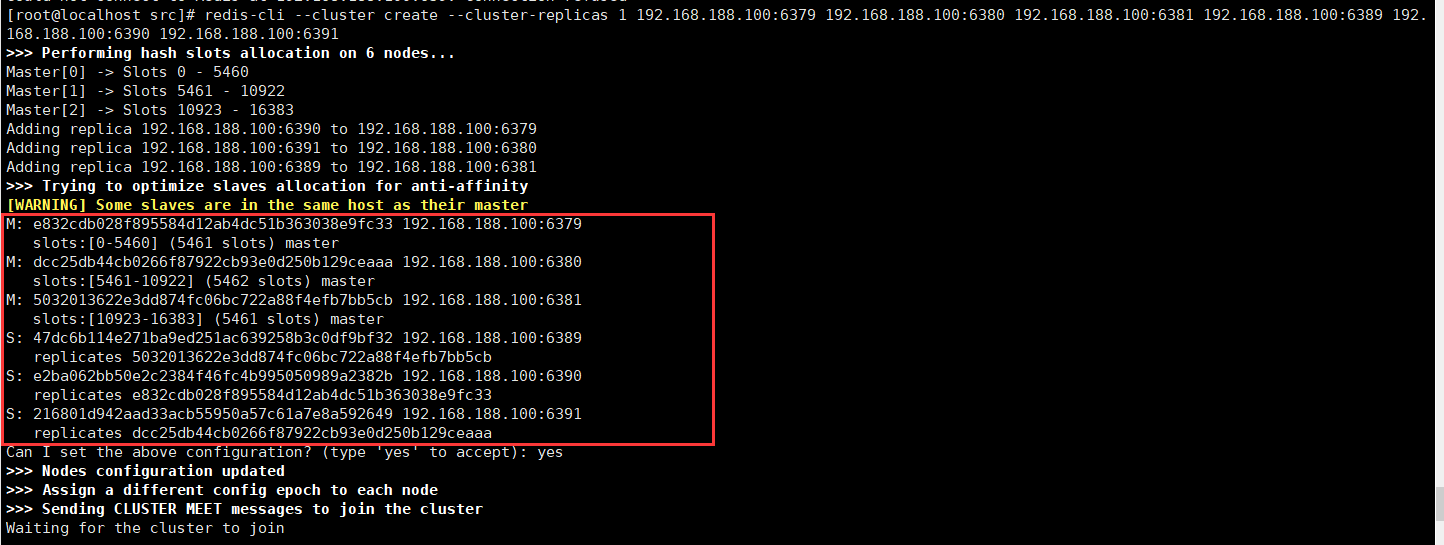 [root@localhost src]# redis-cli --cluster create --cluster-replicas 1 192.168.188.100:6379 192.168.188.100:6380 192.168.188.100:6381 192.168.188.100:6389 192.
168.188.100:6390 192.168.188.100:6391
>>> Performing hash slots allocation on 6 nodes...
Master[0] -> Slots 0 - 5460
Master[1] -> Slots 5461 - 10922
Master[2] -> Slots 10923 - 16383
Adding replica 192.168.188.100:6390 to 192.168.188.100:6379
Adding replica 192.168.188.100:6391 to 192.168.188.100:6380
Adding replica 192.168.188.100:6389 to 192.168.188.100:6381
>>> Trying to optimize slaves allocation for anti-affinity
[WARNING] Some slaves are in the same host as their master
M: e832cdb028f895584d12ab4dc51b363038e9fc33 192.168.188.100:6379
   slots:[0-5460] (5461 slots) master
M: dcc25db44cb0266f87922cb93e0d250b129ceaaa 192.168.188.100:6380
   slots:[5461-10922] (5462 slots) master
M: 5032013622e3dd874fc06bc722a88f4efb7bb5cb 192.168.188.100:6381
   slots:[10923-16383] (5461 slots) master
S: 47dc6b114e271ba9ed251ac639258b3c0df9bf32 192.168.188.100:6389
   replicates 5032013622e3dd874fc06bc722a88f4efb7bb5cb
S: e2ba062bb50e2c2384f46fc4b995050989a2382b 192.168.188.100:6390
   replicates e832cdb028f895584d12ab4dc51b363038e9fc33
S: 216801d942aad33acb55950a57c61a7e8a592649 192.168.188.100:6391
   replicates dcc25db44cb0266f87922cb93e0d250b129ceaaa
Can I set the above configuration? (type 'yes' to accept): yes
>>> Nodes configuration updated
>>> Assign a different config epoch to each node
>>> Sending CLUSTER MEET messages to join the cluster
Waiting for the cluster to join